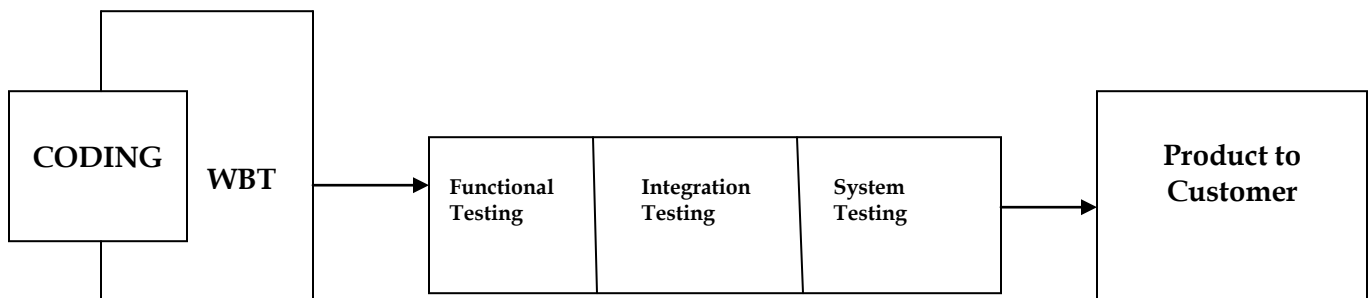 CODING
WBT
Functional
Testing
Integration
Testing
System
Testing
Product to
Customer